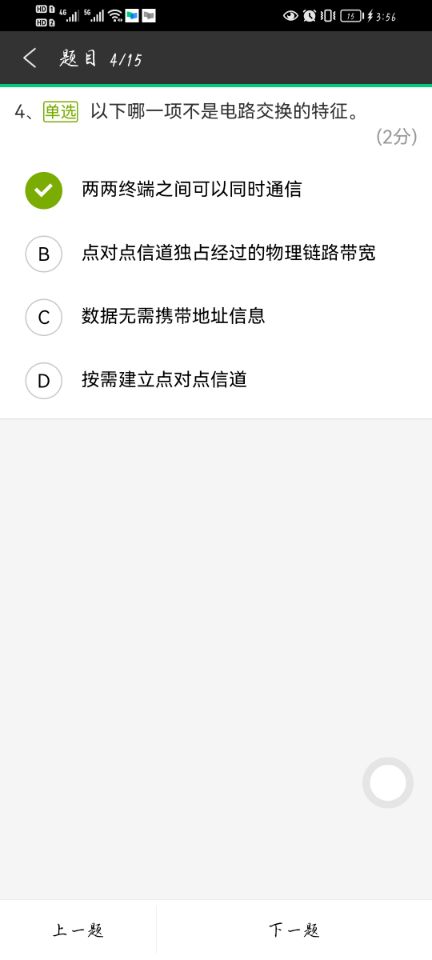 HD 1 4G 5G 15 3:56
HD 2
题目 4/15
4、单选 以下哪一项不是电路交换的特征。
(2分)
两两终端之间可以同时通信
B 点对点信道独占经过的物理链路带宽
C 数据无需携带地址信息
D 按需建立点对点信道
上一题 下一题